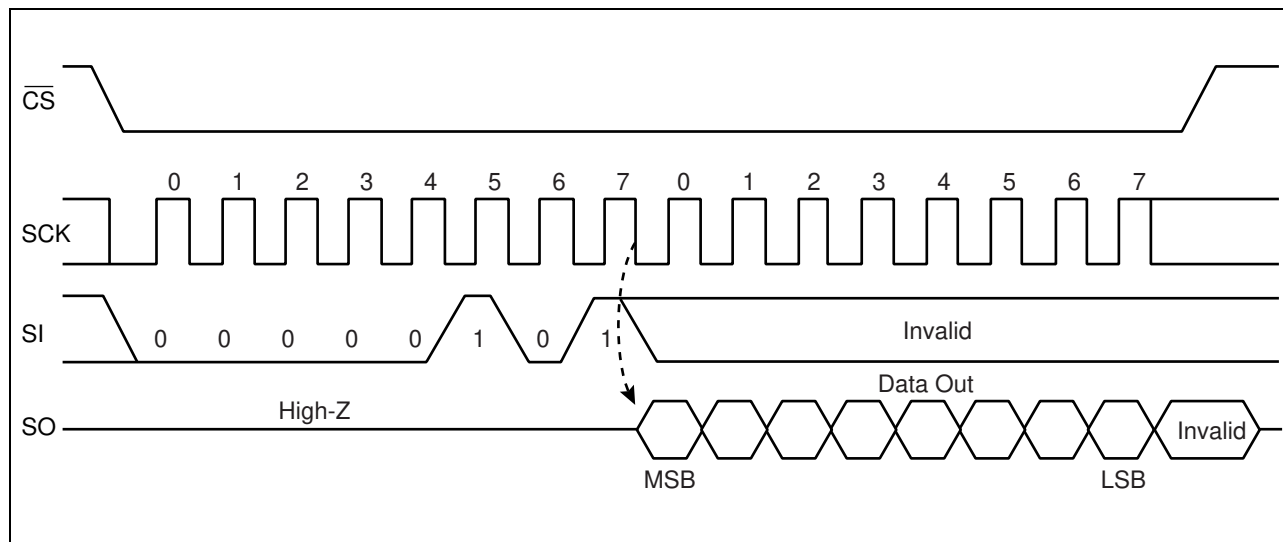 CS
0 1 2 3 4 5 6 7 0 1 2 3 4 5 6 7
SCK
SI
0 0 0 0 0 1 0 1 Invalid
Data Out
High-Z
SO
Invalid
MSB LSB